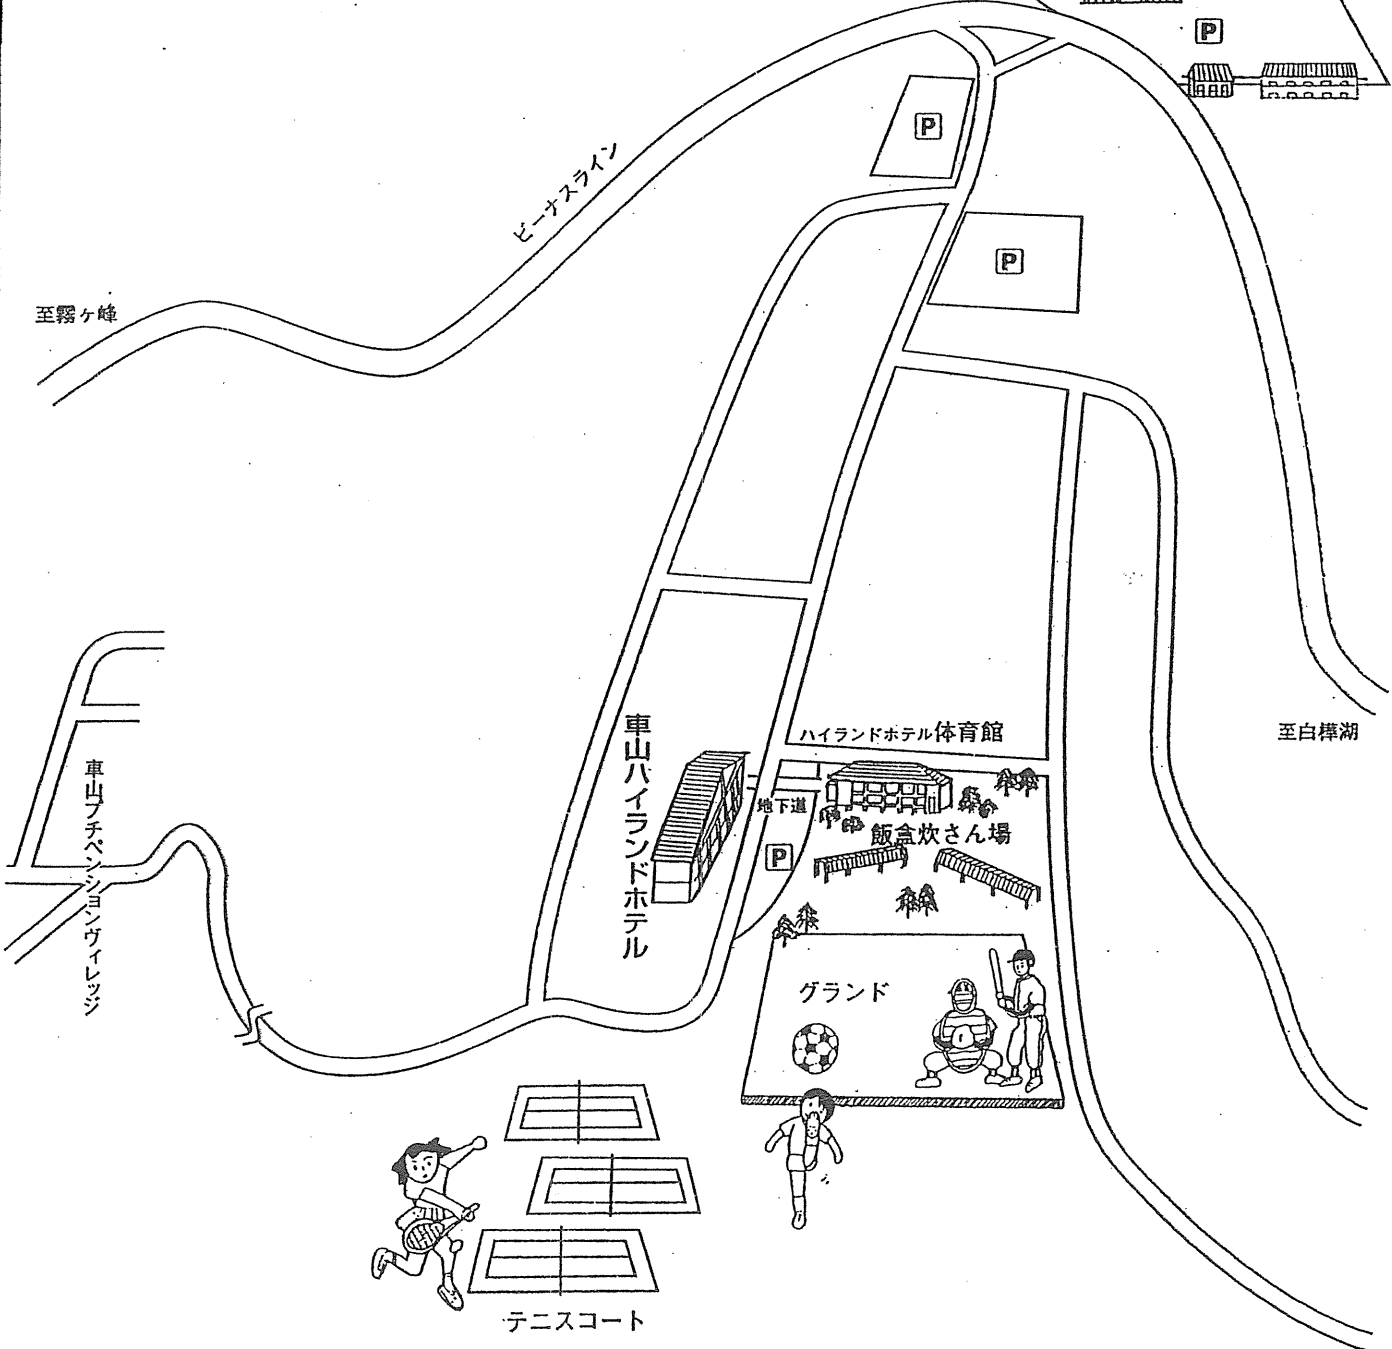 P
P
ビーナスライン
P
至霧ヶ峰
車山ハイランドホテル
ハイランドホテル体育館
至白樺湖
車山プチペンションヴィレッジ
地下道
飯盒炊さん場
P
グランド
テニスコート